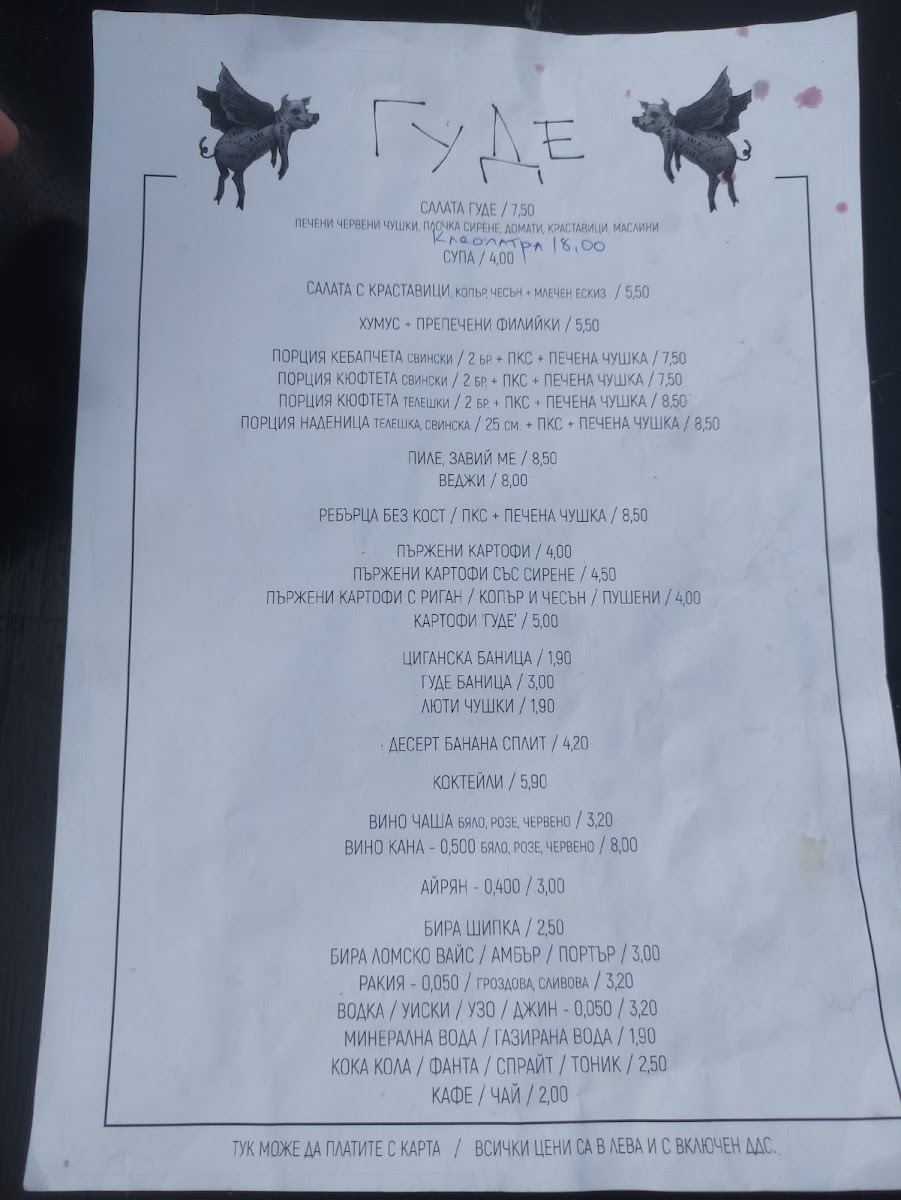 ГУДЕ
САЛАТА ГУДЕ / 7,50
ПЕЧЕНИ ЧЕРВЕНИ ЧУШКИ, ПЛОЧКА СИРЕНЕ, ДОМАТИ, КРАСТАВИЦИ, МАСЛИНИ
КЛЕОПАТРА 18,00
СУПА / 4,00
САЛАТА С КРАСТАВИЦИ, КОПЪР, ЧЕСЪН + МЛЕЧЕН ЕСКИЗ / 5,50
ХУМУС + ПРЕПЕЧЕНИ ФИЛИЙКИ / 5,50
ПОРЦИЯ КЕБАПЧЕТА СВИНСКИ / 2 БР. + ПКС + ПЕЧЕНА ЧУШКА / 7,50
ПОРЦИЯ КЮФТЕТА СВИНСКИ / 2 БР. + ПКС + ПЕЧЕНА ЧУШКА / 7,50
ПОРЦИЯ КЮФТЕТА ТЕЛЕШКИ / 2 БР. + ПКС + ПЕЧЕНА ЧУШКА / 8,50
ПОРЦИЯ НАДЕНИЦА ТЕЛЕШКА, СВИНСКА / 25 СМ. + ПКС + ПЕЧЕНА ЧУШКА / 8,50
ПИЛЕ, ЗАВИЙ МЕ / 8,50
ВЕДЖИ / 8,00
РЕБЪРЦА БЕЗ КОСТ / ПКС + ПЕЧЕНА ЧУШКА / 8,50
ПЪРЖЕНИ КАРТОФИ / 4,00
ПЪРЖЕНИ КАРТОФИ СЪС СИРЕНЕ / 4,50
ПЪРЖЕНИ КАРТОФИ С РИГАН / КОПЪР И ЧЕСЪН / ПУШЕНИ / 4,00
КАРТОФИ 'ГУДЕ' / 5,00
ЦИГАНСКА БАНИЦА / 1,90
ГУДЕ БАНИЦА / 3,00
ЛЮТИ ЧУШКИ / 1,90
ДЕСЕРТ БАНАНА СПЛИТ / 4,20
КОКТЕЙЛИ / 5,90
ВИНО ЧАША БЯЛО, РОЗЕ, ЧЕРВЕНО / 3,20
ВИНО КАНА - 0,500 БЯЛО, РОЗЕ, ЧЕРВЕНО / 8,00
АЙРЯН - 0,400 / 3,00
БИРА ШИПКА / 2,50
БИРА ЛОМСКО ВАЙС / АМБЪР / ПОРТЪР / 3,00
РАКИЯ - 0,050 / ГРОЗДОВА, СЛИВОВА / 3,20
ВОДКА / УИСКИ / УЗО / ДЖИН - 0,050 / 3,20
МИНЕРАЛНА ВОДА / ГАЗИРАНА ВОДА / 1,90
КОКА КОЛА / ФАНТА / СПРАЙТ / ТОНИК / 2,50
КАФЕ / ЧАЙ / 2,00
ТУК МОЖЕ ДА ПЛАТИТЕ С КАРТА / ВСИЧКИ ЦЕНИ СА В ЛЕВА И С ВКЛЮЧЕН ДДС.